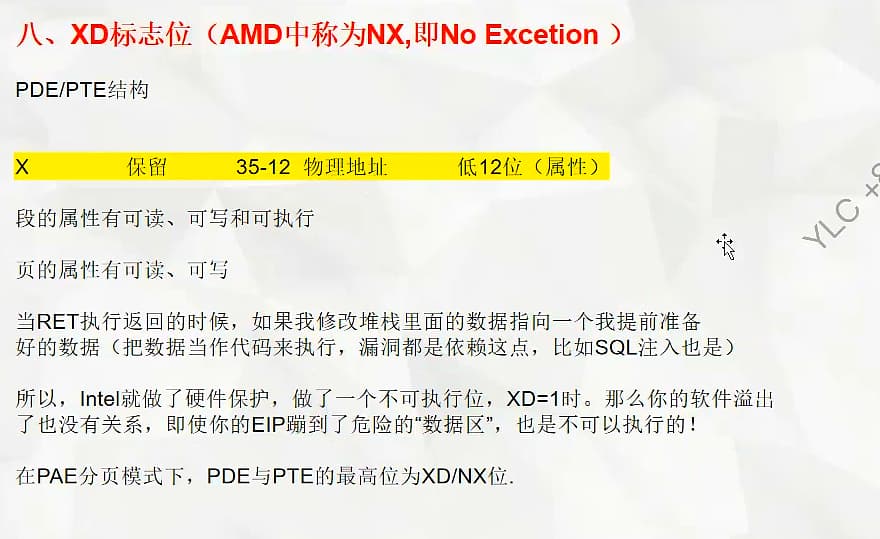 八、XD标志位（AMD中称为NX,即No Excetion ）
PDE/PTE结构
X 保留 35-12 物理地址 低12位（属性）
段的属性有可读、可写和可执行
页的属性有可读、可写
当RET执行返回的时候，如果我修改堆栈里面的数据指向一个我提前准备
好的数据（把数据当作代码来执行，漏洞都是依赖这点，比如SQL注入也是）
所以，Intel就做了硬件保护，做了一个不可执行位，XD=1时。那么你的软件溢出
了也没有关系，即使你的EIP蹦到了危险的“数据区”，也是不可以执行的！
在PAE分页模式下，PDE与PTE的最高位为XD/NX位.
YLC